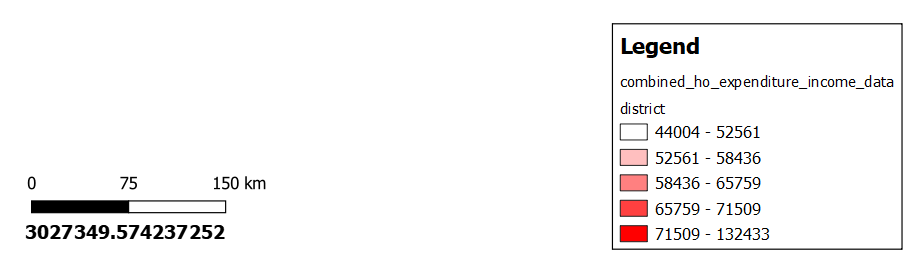 Legend
combined_ho_expenditure_income_data
district
44004 - 52561
52561 - 58436
58436 - 65759
65759 - 71509
71509 - 132433
0 75 150 km
3027349.574237252